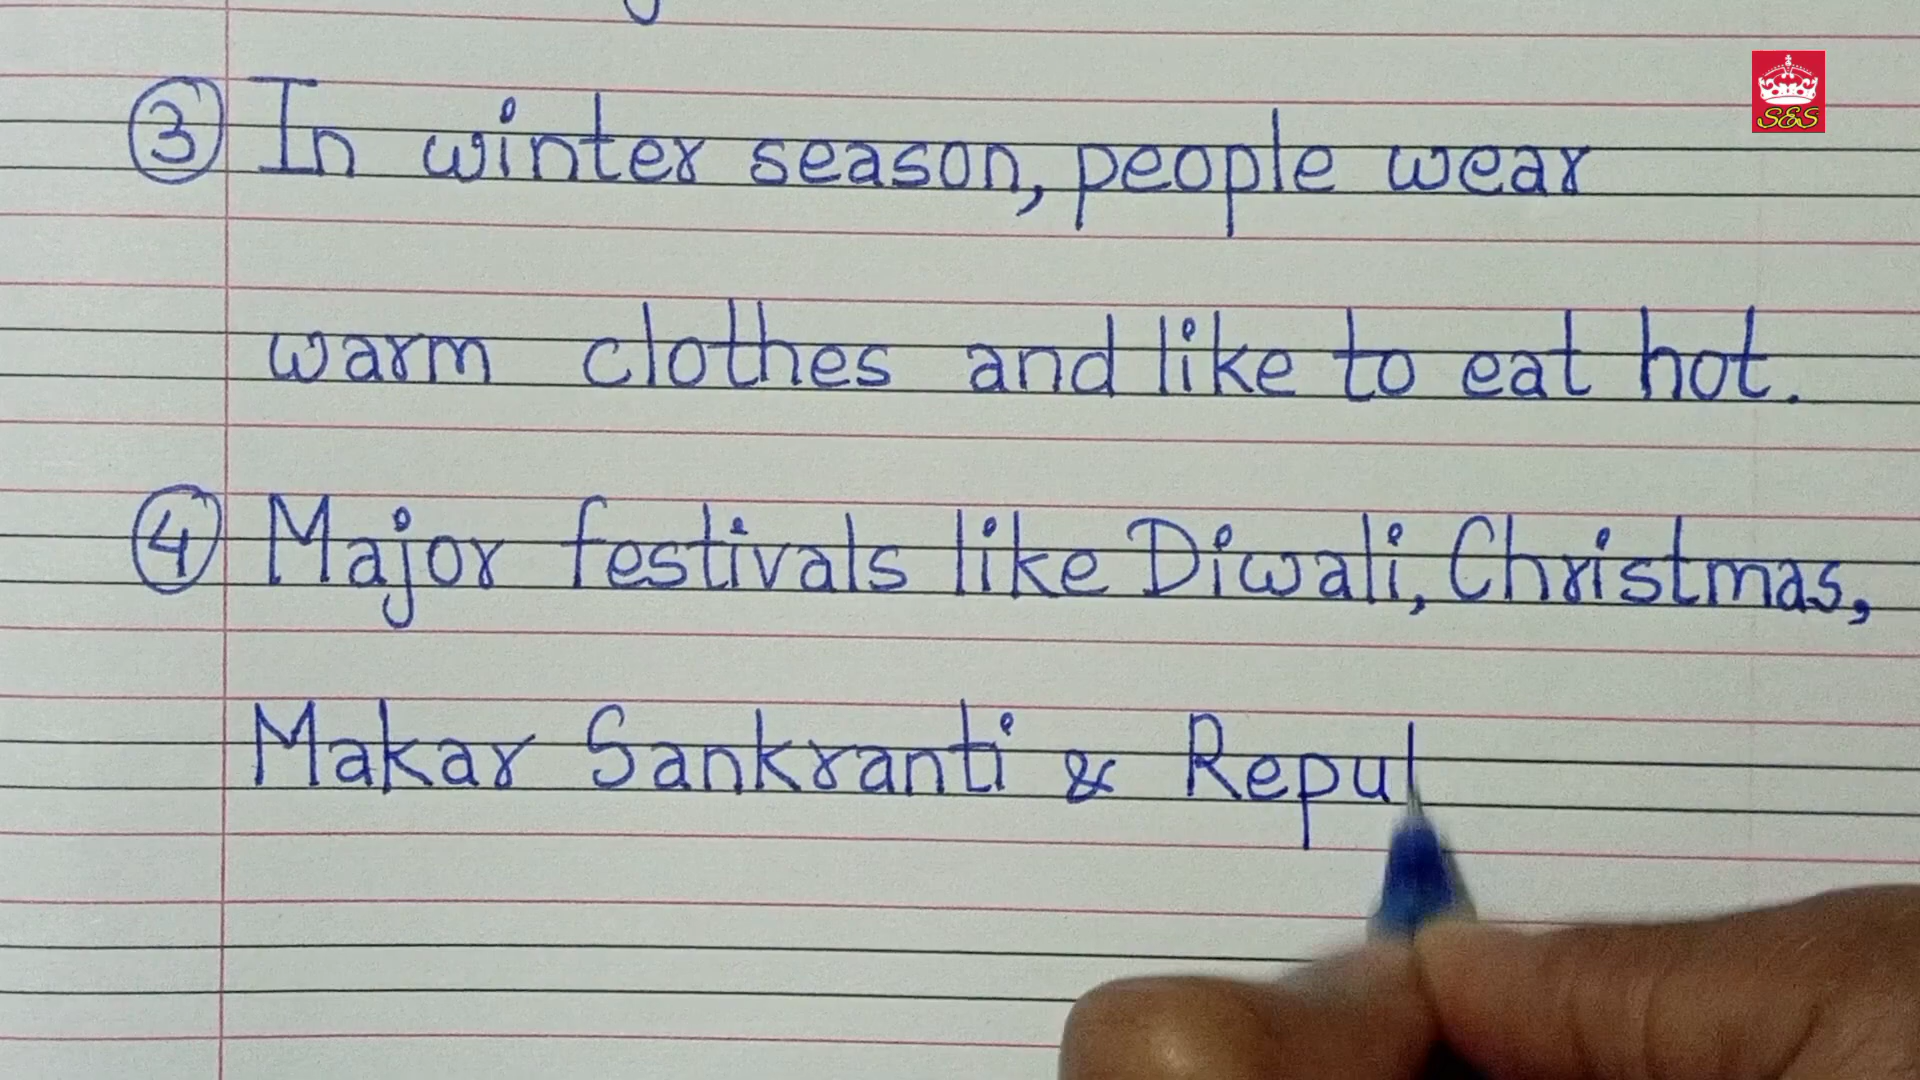 S&S
③ In winter season, people wear
warm clothes and like to eat hot.
④ Major festivals like Diwali, Christmas,
Makar Sankranti & Repul